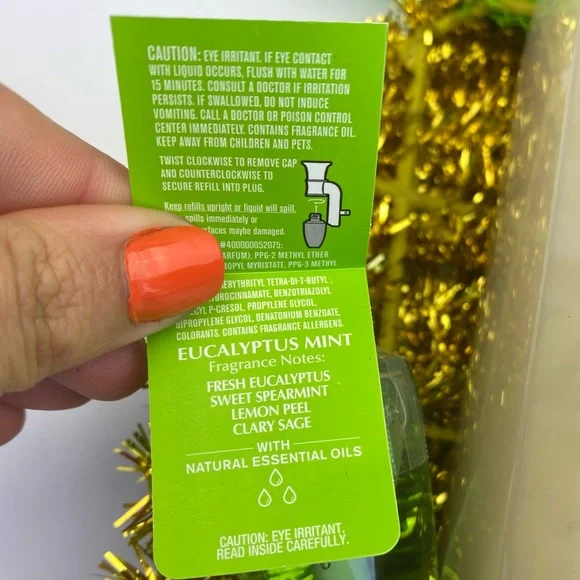 CAUTION: EYE IRRITANT. IF EYE CONTACT
WITH LIQUID OCCURS, FLUSH WITH WATER FOR
15 MINUTES. CONSULT A DOCTOR IF IRRITATION
PERSISTS. IF SWALLOWED, DO NOT INDUCE
VOMITING. CALL A DOCTOR OR POISON CONTROL
CENTER IMMEDIATELY. CONTAINS FRAGRANCE OIL.
KEEP AWAY FROM CHILDREN AND PETS.
TWIST CLOCKWISE TO REMOVE CAP
AND COUNTERCLOCKWISE TO
SECURE REFILL INTO PLUG.
Keep refills upright or liquid will spill.
spills immediately or
maybe damaged.
#400000052075:
PPG-2 METHYL ETHER
MYRISTATE, PPG-3 METHYL
TETRA-DI-T-BUTYL
BENZOTRIAZOLYL
P-CRESOL, PROPYLENE GLYCOL,
DIPROPYLENE GLYCOL, DENATONIUM BENZOATE,
COLORANTS. CONTAINS FRAGRANCE ALLERGENS.
EUCALYPTUS MINT
Fragrance Notes:
FRESH EUCALYPTUS
SWEET SPEARMINT
LEMON PEEL
CLARY SAGE
WITH
NATURAL ESSENTIAL OILS
CAUTION: EYE IRRITANT.
READ INSIDE CAREFULLY.